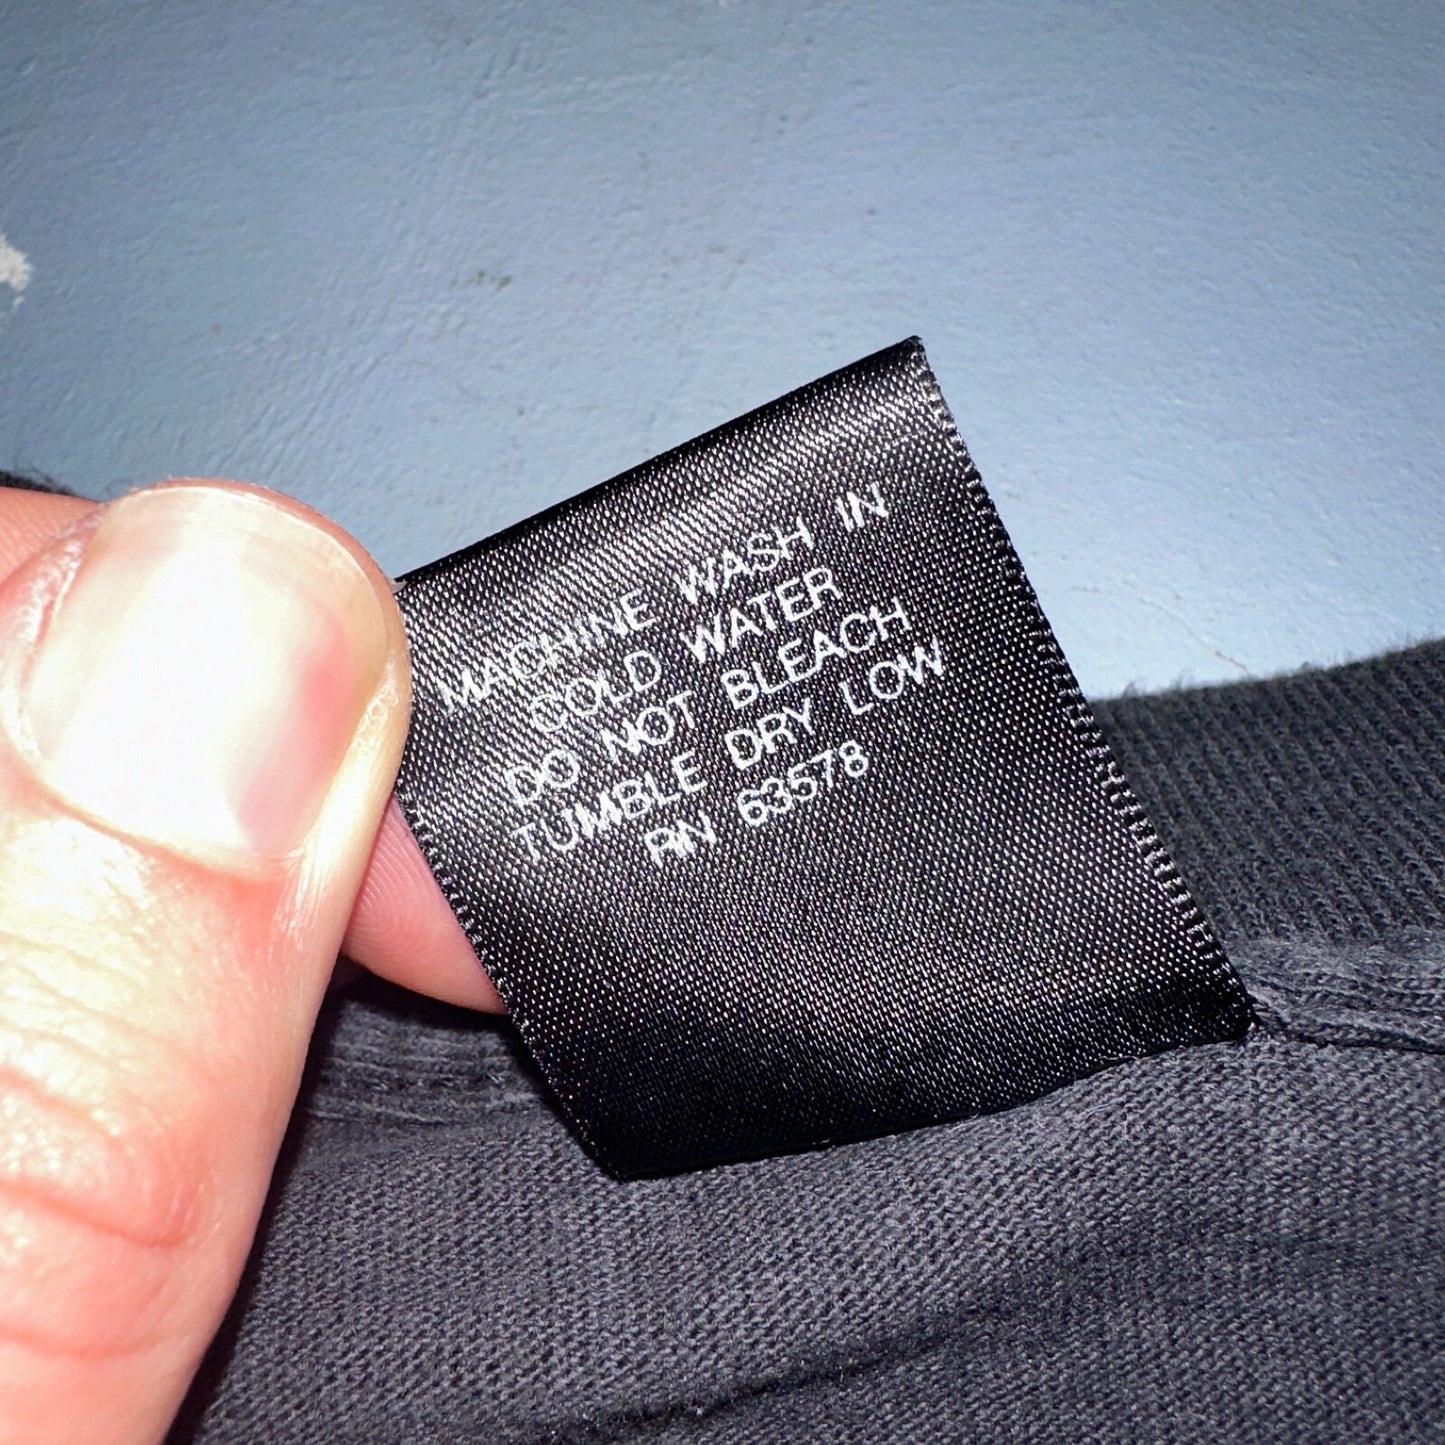 MACHINE WASH IN
COLD WATER
DO NOT BLEACH
TUMBLE DRY LOW
RN 63578